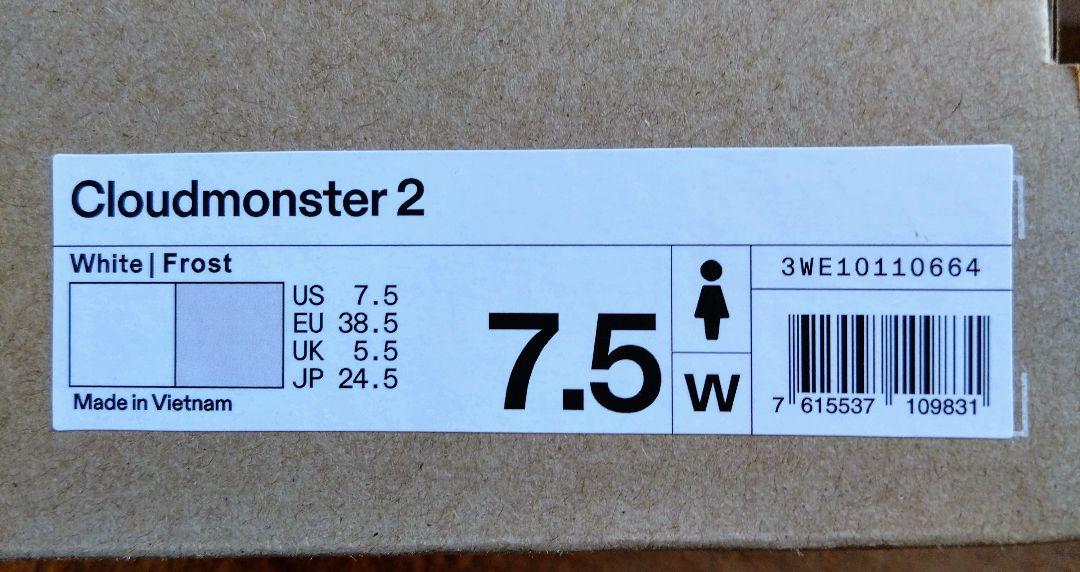 Cloudmonster 2
White | Frost
US 7.5
EU 38.5
UK 5.5
JP 24.5
Made in Vietnam
7.5
W
3WE10110664
7 615537 109831